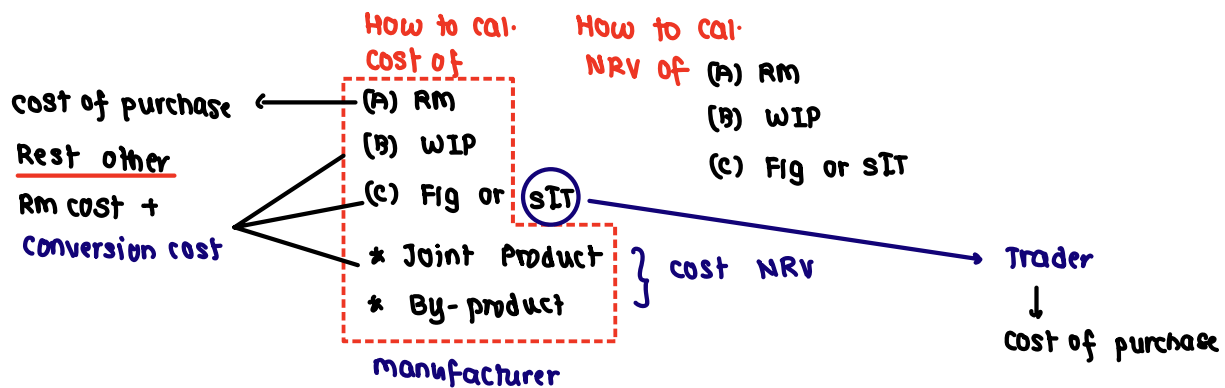 How to cal.
cost of
(A) RM
(B) WIP
(C) FIg or SIT
* Joint Product
* By-product
manufacturer
cost of purchase
Rest other
Rm cost +
conversion cost
cost NRV
How to cal.
NRV of
(A) RM
(B) WIP
(C) FIg or SIT
Trader
cost of purchase